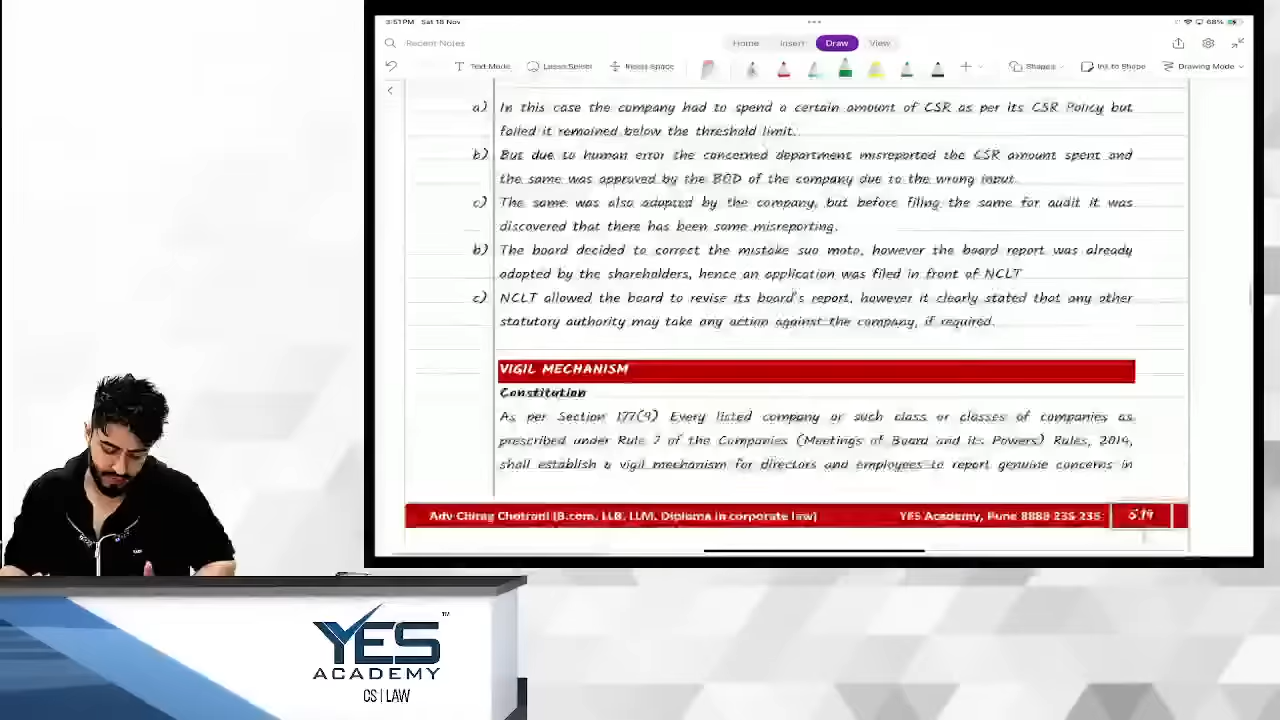 3:51PM Sat 18 Nov
68%
Recent Notes
Home Insert Draw View
Text Mode Lasso Select Insert Space Shapes Ink to Shape Drawing Mode
a) In this case the company had to spend a certain amount of CSR as per its CSR Policy but
failed it remained below the threshold limit.
b) But due to human error the concerned department misreported the CSR amount spent and
the same was approved by the BOD of the company due to the wrong input.
c) The same was also adopted by the company, but before filing the same for audit it was
discovered that there has been some misreporting.
b) The board decided to correct the mistake suo moto, however the board report was already
adopted by the shareholders, hence an application was filed in front of NCLT
c) NCLT allowed the board to revise its board's report, however it clearly stated that any other
statutory authority may take any action against the company, if required.
VIGIL MECHANISM
Constitution
As per Section 177(9) Every listed company or such class or classes of companies as
prescribed under Rule 7 of the Companies (Meetings of Board and its Powers) Rules, 2014,
shall establish a vigil mechanism for directors and employees to report genuine concerns in
Adv Chirag Chotrani (B.com, LLB, LLM, Diploma in corporate law) YES Academy, Pune 8888 235 235
YES ™
ACADEMY
CS | LAW